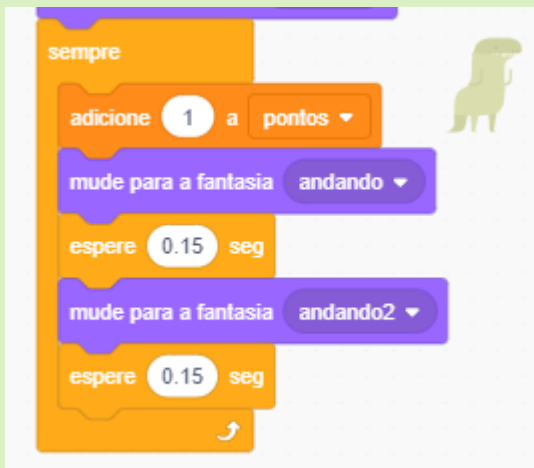 sempre
adicione 1 a pontos
mude para a fantasia andando
espere 0.15 seg
mude para a fantasia andando2
espere 0.15 seg